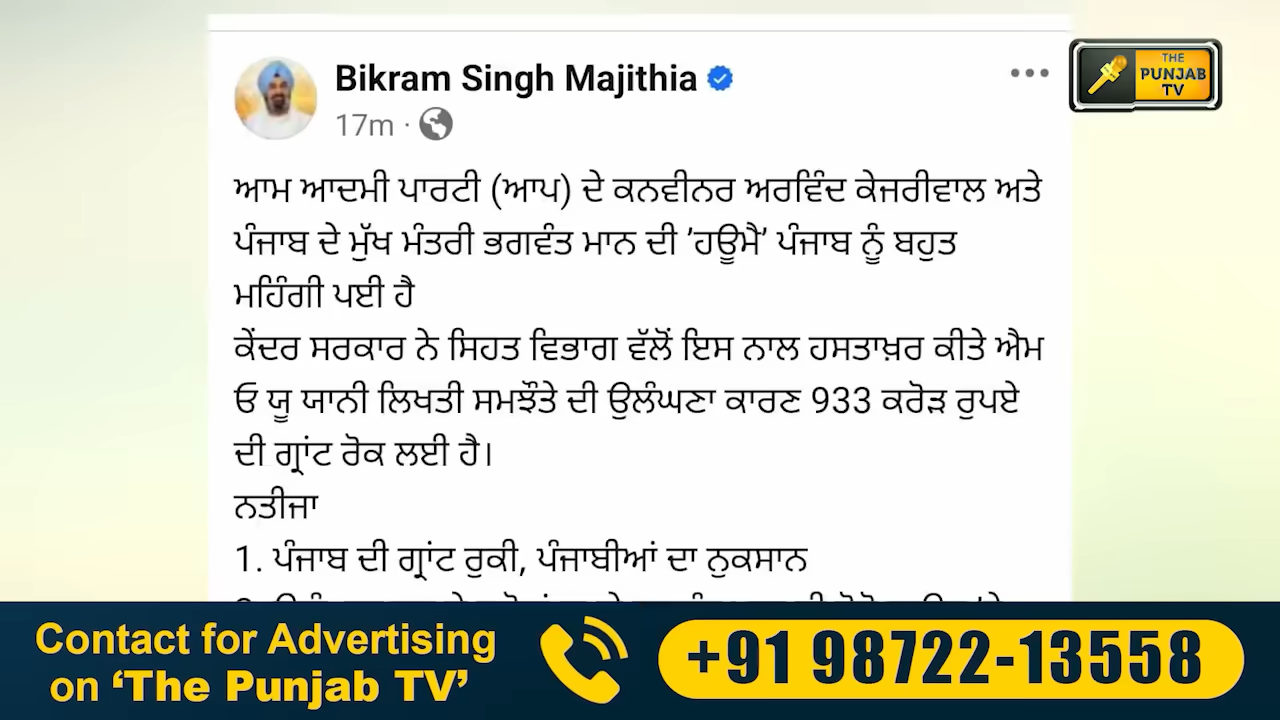 Bikram Singh Majithia
17m ·
THE
PUNJAB
TV
ਆਮ ਆਦਮੀ ਪਾਰਟੀ (ਆਪ) ਦੇ ਕਨਵੀਨਰ ਅਰਵਿੰਦ ਕੇਜਰੀਵਾਲ ਅਤੇ
ਪੰਜਾਬ ਦੇ ਮੁੱਖ ਮੰਤਰੀ ਭਗਵੰਤ ਮਾਨ ਦੀ 'ਹਊਮੈ' ਪੰਜਾਬ ਨੂੰ ਬਹੁਤ
ਮਹਿੰਗੀ ਪਈ ਹੈ
ਕੇਂਦਰ ਸਰਕਾਰ ਨੇ ਸਿਹਤ ਵਿਭਾਗ ਵੱਲੋਂ ਇਸ ਨਾਲ ਹਸਤਾਖ਼ਰ ਕੀਤੇ ਐਮ
ਓ ਯੂ ਯਾਨੀ ਲਿਖਤੀ ਸਮਝੌਤੇ ਦੀ ਉਲੰਘਣਾ ਕਾਰਣ 933 ਕਰੋੜ ਰੁਪਏ
ਦੀ ਗ੍ਰਾਂਟ ਰੋਕ ਲਈ ਹੈ।
ਨਤੀਜਾ
1. ਪੰਜਾਬ ਦੀ ਗ੍ਰਾਂਟ ਰੁਕੀ, ਪੰਜਾਬੀਆਂ ਦਾ ਨੁਕਸਾਨ
Contact for Advertising
on 'The Punjab TV'
+91 98722-13558